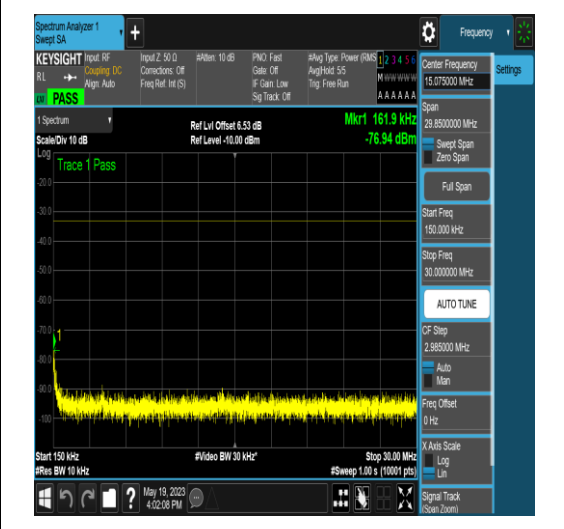 Spectrum Analyzer 1
Swept SA
Frequency
KEYSIGHT
RL
Input: RF
Coupling: DC
Align: Auto
Input Z: 50 Ω
Corrections: Off
Freq Ref: Int (S)
#Atten: 10 dB
PNO: Fast
Gate: Off
IF Gain: Low
Sig Track: Off
#Avg Type: Power (RMS
Avg|Hold: 5/5
Trig: Free Run
1 2 3 4 5 6
M W W W W W
A A A A A A
PASS
Center Frequency
15.075000 MHz
Settings
Span
29.8500000 MHz
Swept Span
Zero Span
Full Span
Start Freq
150.000 kHz
Stop Freq
30.000000 MHz
AUTO TUNE
CF Step
2.985000 MHz
Auto
Man
Freq Offset
0 Hz
X Axis Scale
Log
Lin
Signal Track
(Span Zoom)
1 Spectrum
Scale/Div 10 dB
Ref Lvl Offset 6.53 dB
Ref Level -10.00 dBm
Mkr1 161.9 kHz
-76.94 dBm
Log
Trace 1 Pass
-20.0
-30.0
-40.0
-50.0
-60.0
-70.0
1
-80.0
-90.0
-100
Start 150 kHz
#Video BW 30 kHz*
Stop 30.00 MHz
#Res BW 10 kHz
#Sweep 1.00 s (10001 pts)
?
May 19, 2023
4:02:08 PM